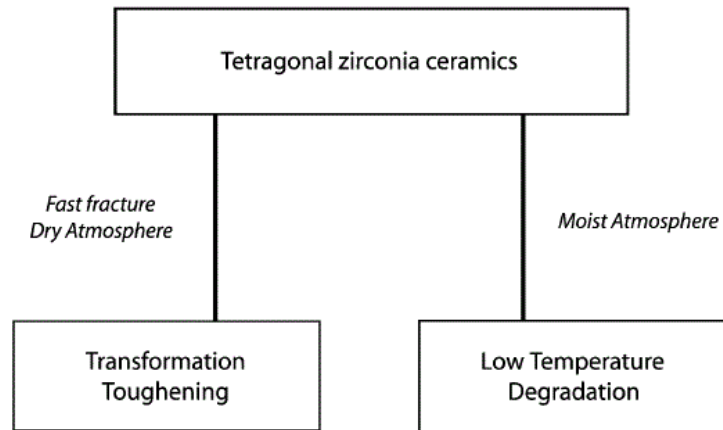 Tetragonal zirconia ceramics
Fast fracture
Dry Atmosphere
Moist Atmosphere
Transformation
Toughening
Low Temperature
Degradation